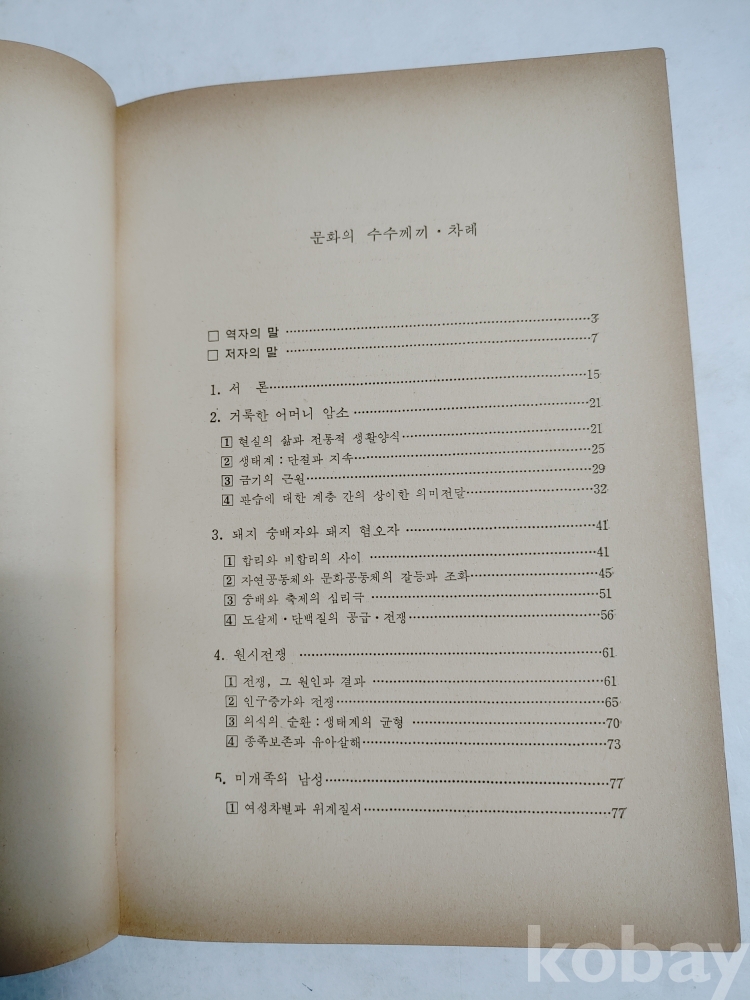 문화의 수수께끼·차례
□ 역자의 말 ……………………3
□ 저자의 말 ……………………7
1. 서 론……………………15
2. 거룩한 어머니 암소 ……………………21
1 현실의 삶과 전통적 생활양식……………………21
2 생태계:단절과 지속……………………25
3 금기의 근원……………………29
4 관습에 대한 계층 간의 상이한 의미전달……………………32
3. 돼지 숭배자와 돼지 혐오자 ……………………41
1 합리와 비합리의 사이 ……………………41
2 자연공동체와 문화공동체의 갈등과 조화……………………45
3 숭배와 축제의 심리극 ……………………51
4 도살제·단백질의 공급·전쟁……………………56
4. 원시전쟁 ……………………61
1 전쟁, 그 원인과 결과 ……………………61
2 인구증가와 전쟁……………………65
3 의식의 순환:생태계의 균형 ……………………70
4 종족보존과 유아살해……………………73
5. 미개족의 남성……………………77
1 여성차별과 위계질서……………………77
kobay